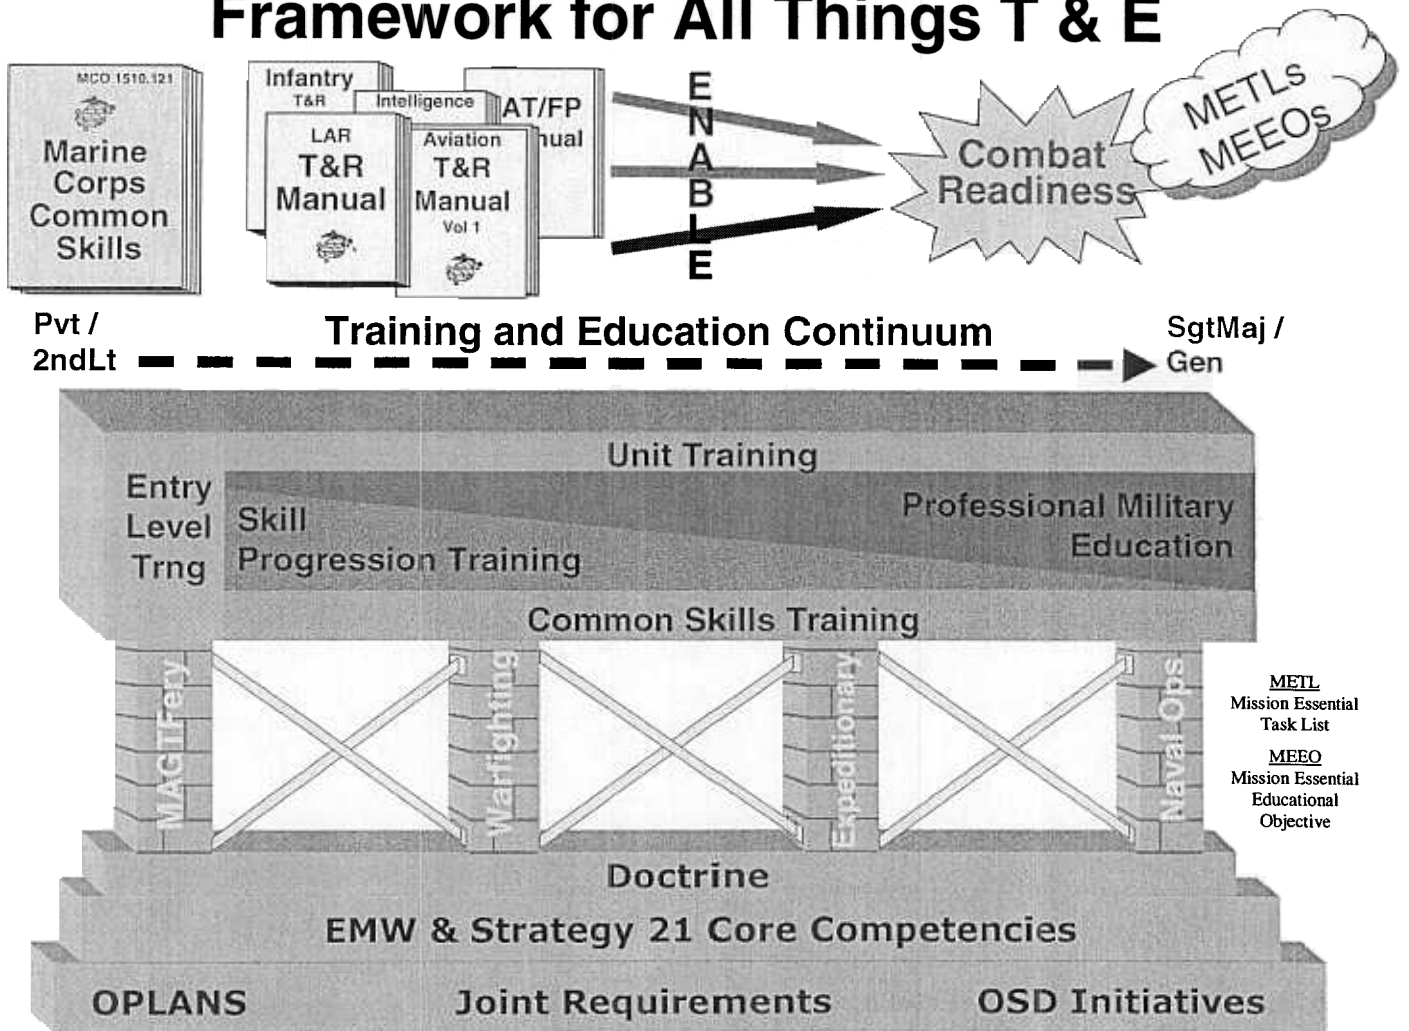 Framework for All Things T & E
MCO 1510.121
Marine
Corps
Common
Skills
Infantry
T&R
Intelligence
AT/FP
nual
LAR
T&R
Manual
Aviation
T&R
Manual
Vol 1
E
N
A
B
L
E
Combat
Readiness
METLs
MEEOs
Pvt /
2ndLt
Training and Education Continuum
SgtMaj /
Gen
Unit Training
Entry
Level
Trng
Skill
Progression Training
Professional Military
Education
Common Skills Training
MAGTFery
Warfighting
Expeditionary
Naval Ops
METL
Mission Essential
Task List
MEEO
Mission Essential
Educational
Objective
Doctrine
EMW & Strategy 21 Core Competencies
OPLANS
Joint Requirements
OSD Initiatives